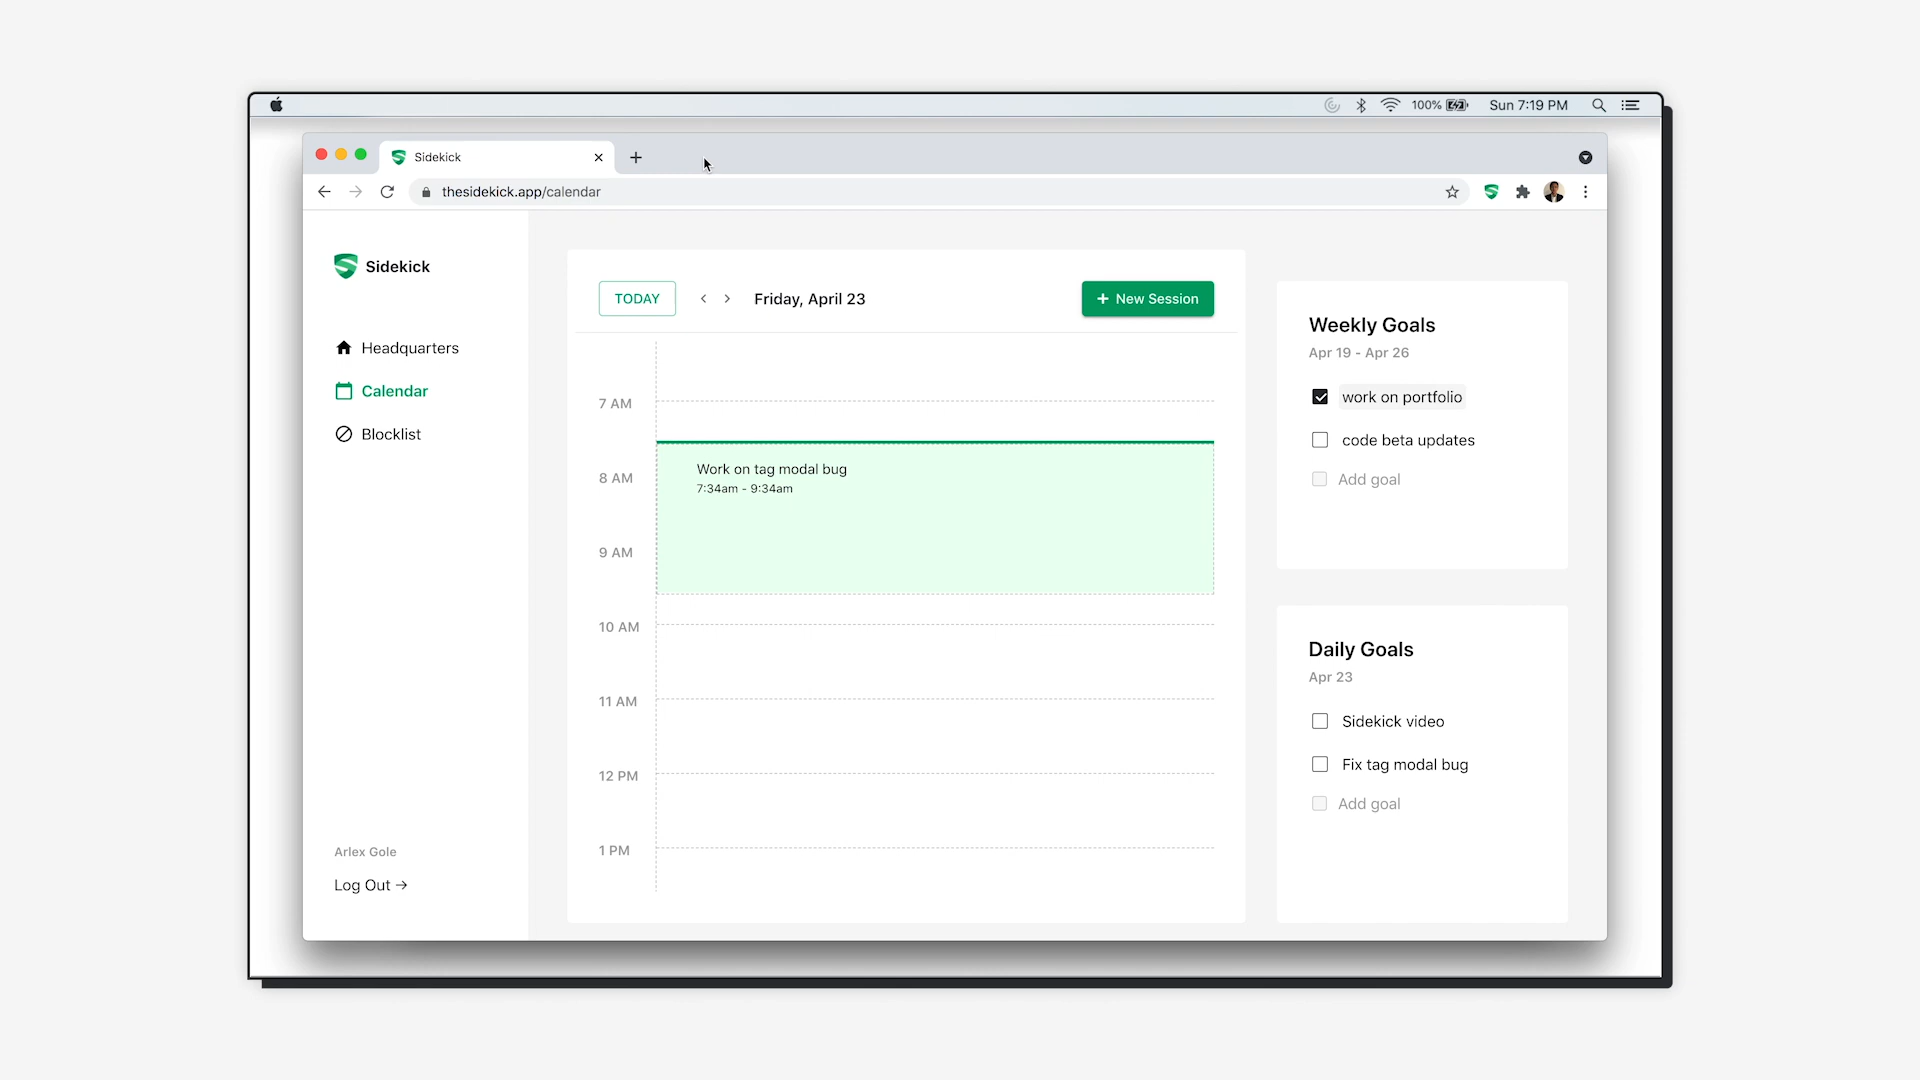 100%
Sun 7:19 PM
Sidekick
thesidekick.app/calendar
Sidekick
Headquarters
Calendar
Blocklist
Arlex Gole
Log Out →
TODAY
< >
Friday, April 23
+ New Session
7 AM
8 AM
9 AM
10 AM
11 AM
12 PM
1 PM
Work on tag modal bug
7:34am - 9:34am
Weekly Goals
Apr 19 - Apr 26
work on portfolio
code beta updates
Add goal
Daily Goals
Apr 23
Sidekick video
Fix tag modal bug
Add goal